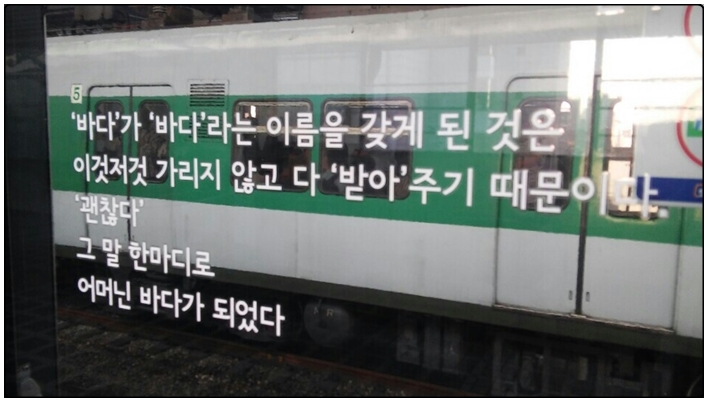 5
‘바다’가 ‘바다’라는 이름을 갖게 된 것은
이것저것 가리지 않고 다 ‘받아’주기 때문이다.
‘괜찮다’
그 말 한마디로
어머닌 바다가 되었다